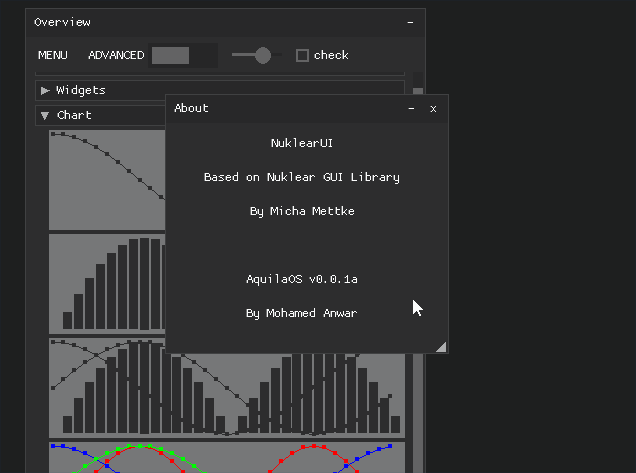 Overview
MENU ADVANCED check
Widgets
Chart
About
x
NuklearUI
Based on Nuklear GUI Library
By Micha Mettke
AquilaOS v0.0.1a
By Mohamed Anwar